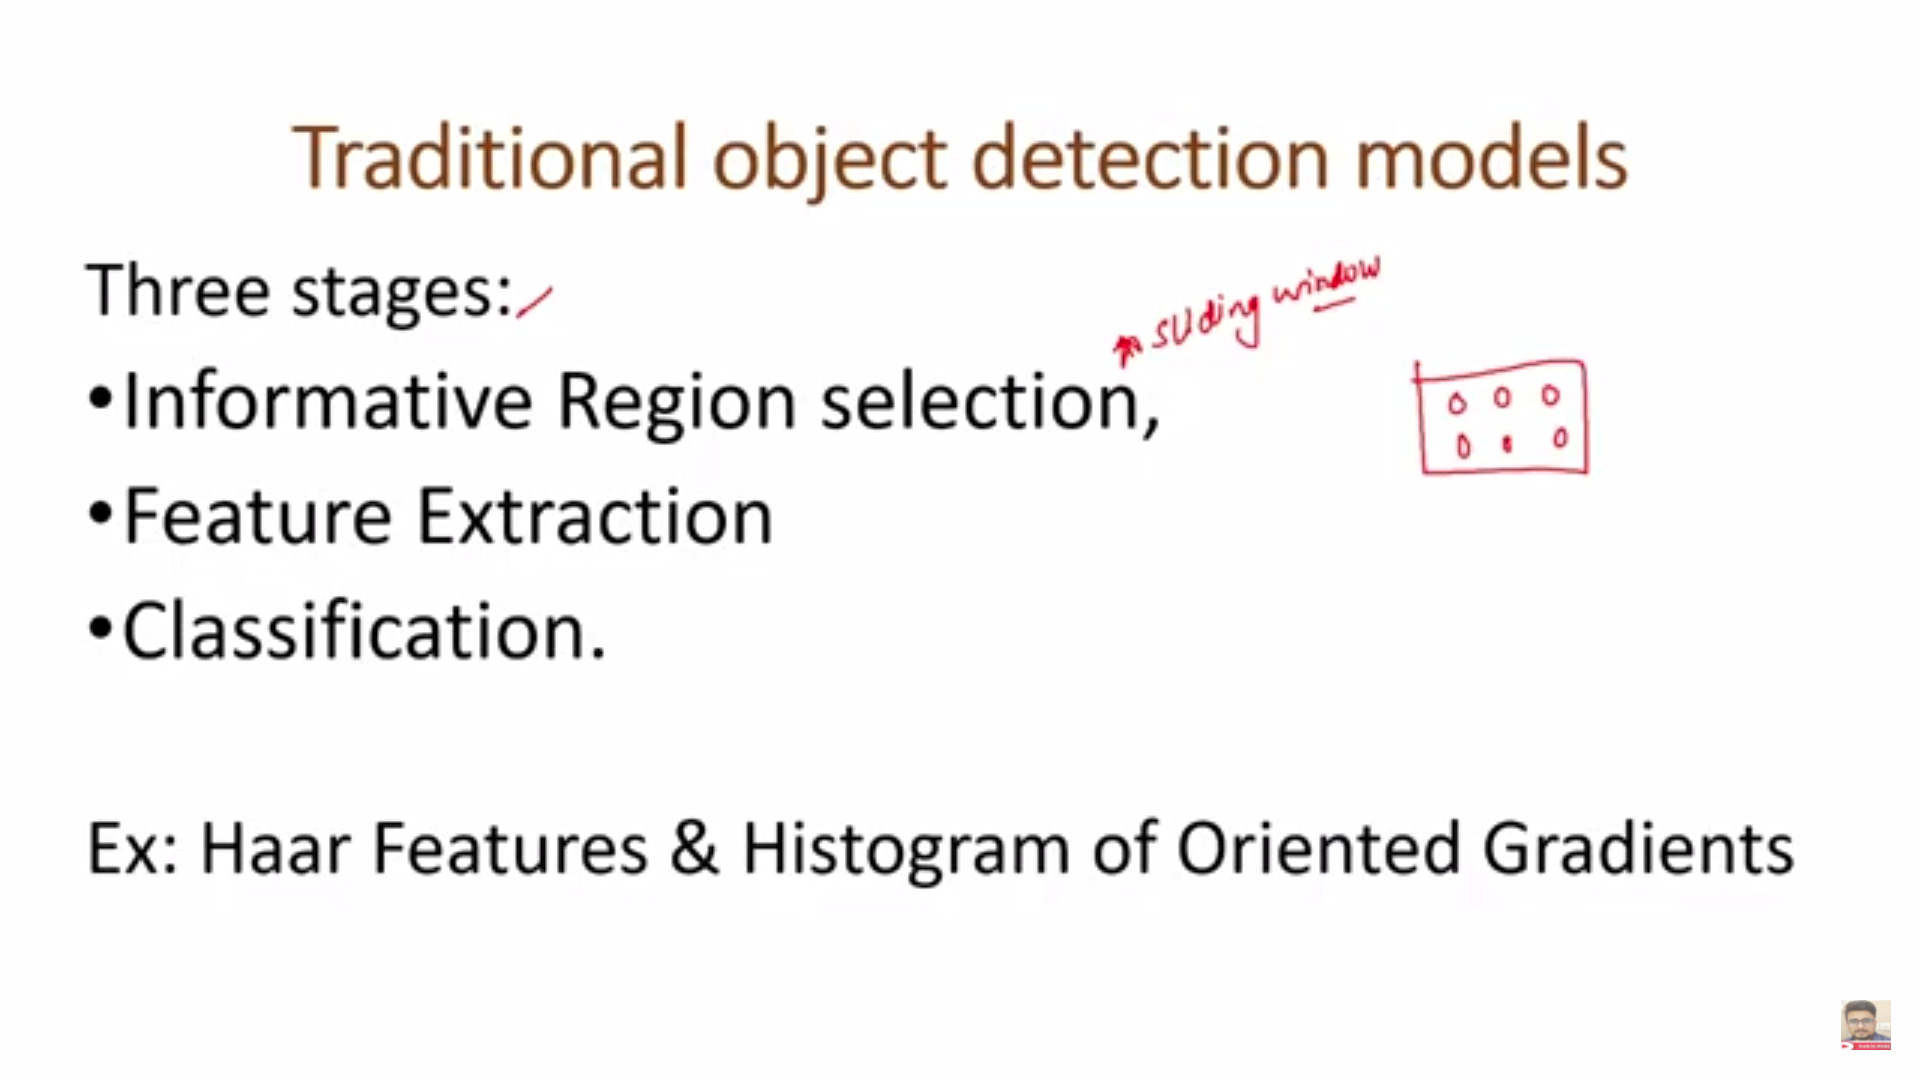 Traditional object detection models
Three stages:
sliding window
•Informative Region selection,
•Feature Extraction
•Classification.
Ex: Haar Features & Histogram of Oriented Gradients